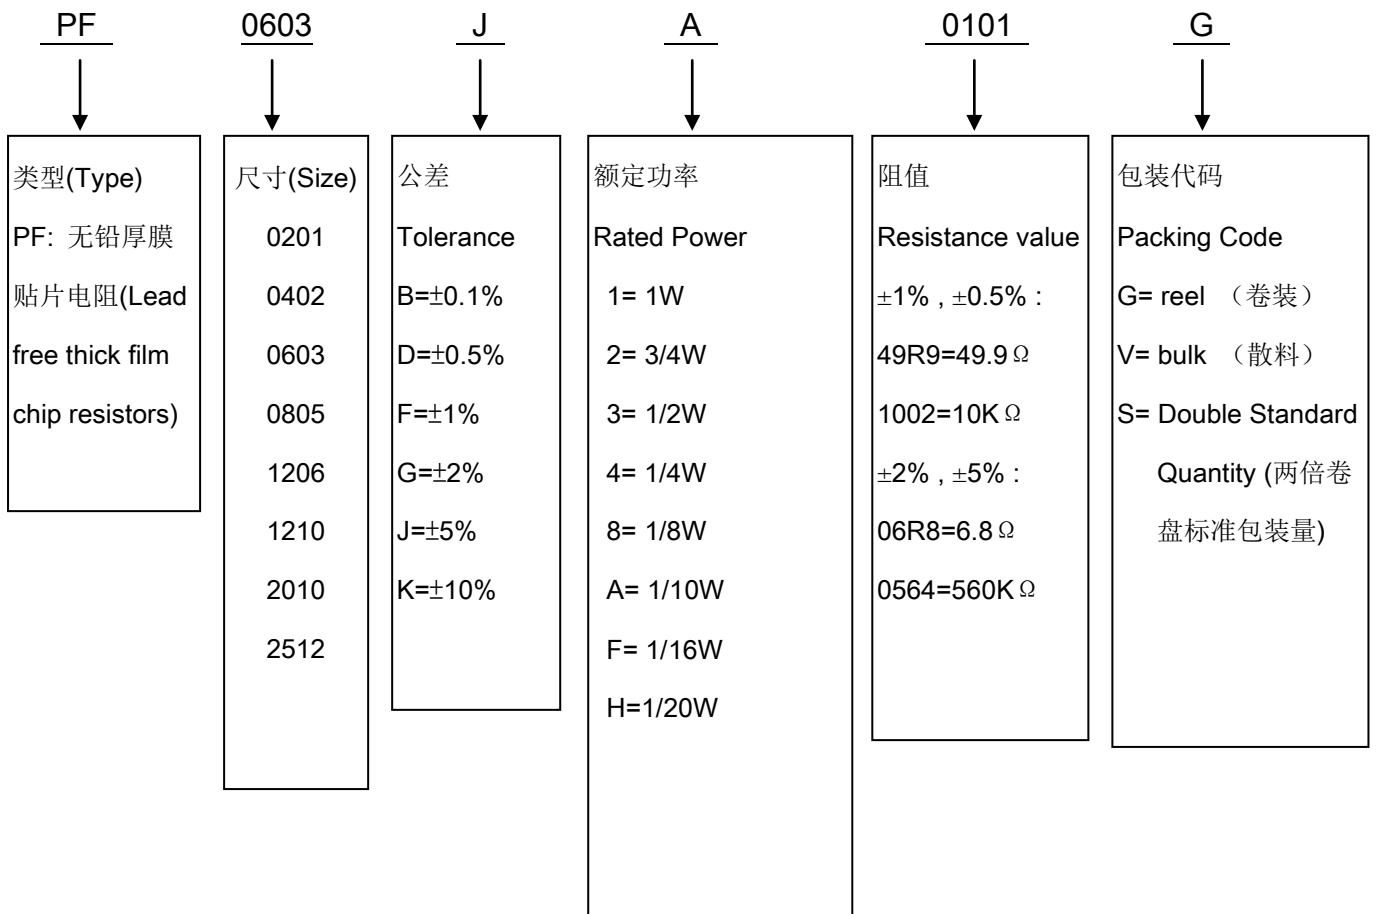 PF 0603 J A 0101 G
类型(Type)
PF: 无铅厚膜
贴片电阻(Lead
free thick film
chip resistors)
尺寸(Size)
0201
0402
0603
0805
1206
1210
2010
2512
公差
Tolerance
B=±0.1%
D=±0.5%
F=±1%
G=±2%
J=±5%
K=±10%
额定功率
Rated Power
1= 1W
2= 3/4W
3= 1/2W
4= 1/4W
8= 1/8W
A= 1/10W
F= 1/16W
H=1/20W
阻值
Resistance value
±1% , ±0.5% :
49R9=49.9 Ω
1002=10K Ω
±2% , ±5% :
06R8=6.8 Ω
0564=560K Ω
包装代码
Packing Code
G= reel （卷装）
V= bulk （散料）
S= Double Standard
Quantity (两倍卷
盘标准包装量)